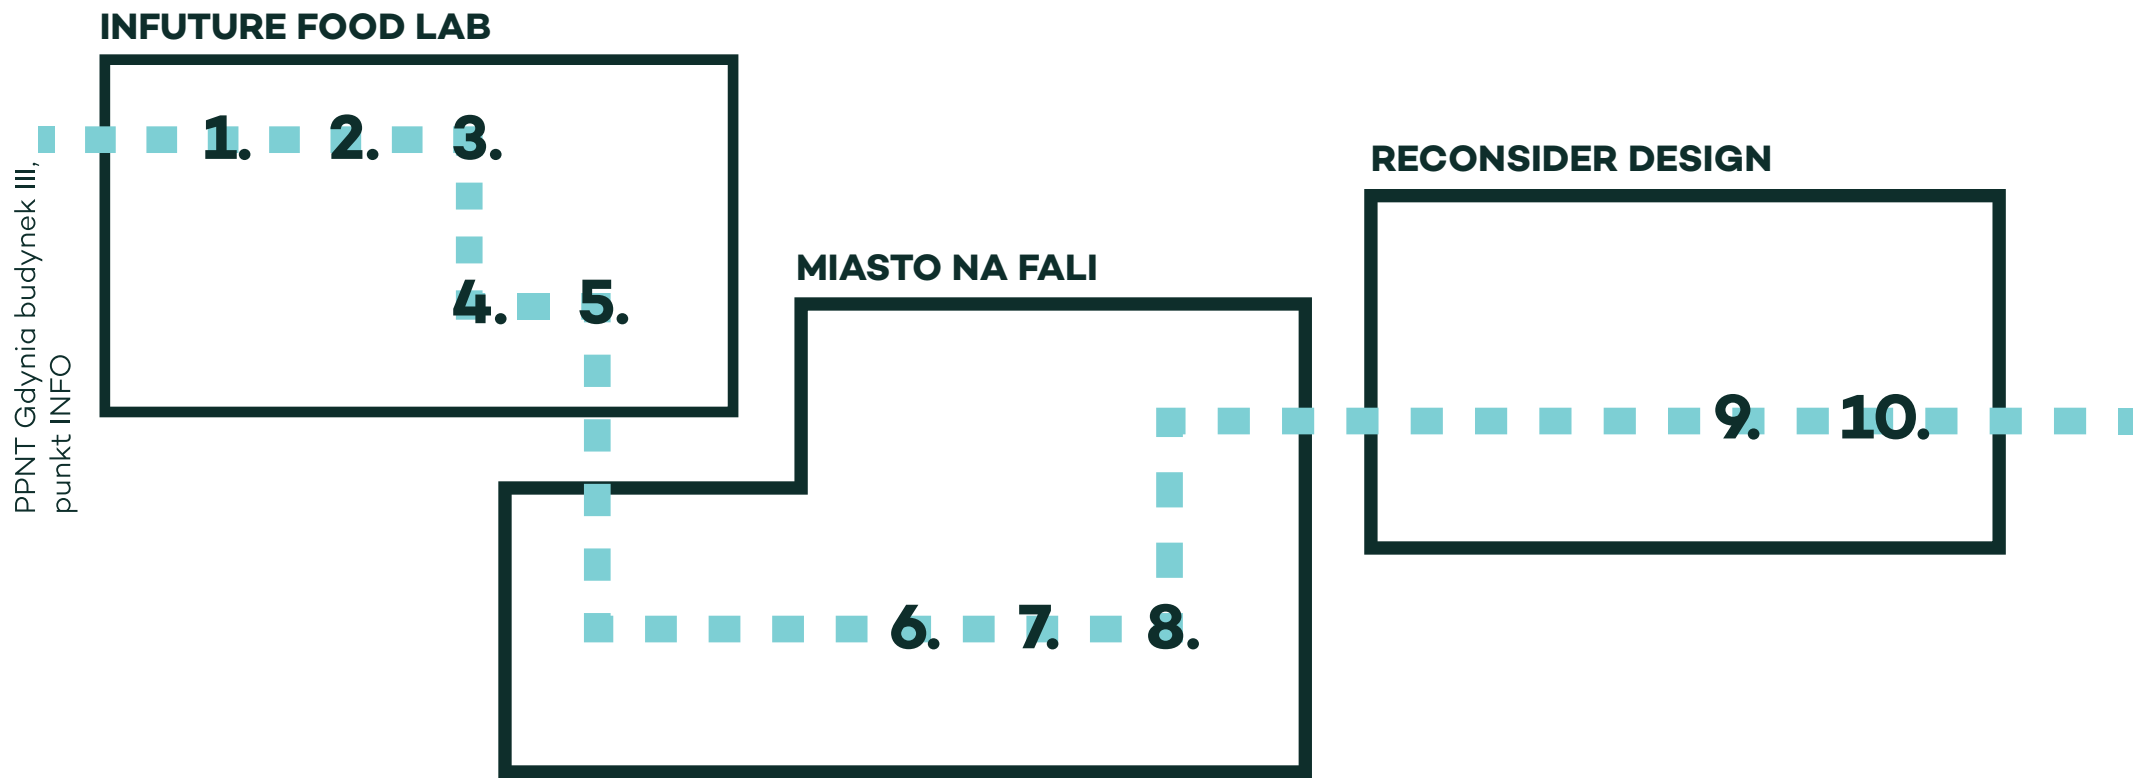 INFUTURE FOOD LAB
1. 2. 3.
4. 5.
PPNT Gdynia budynek III,
punkt INFO
MIASTO NA FALI
6. 7. 8.
RECONSIDER DESIGN
9. 10.